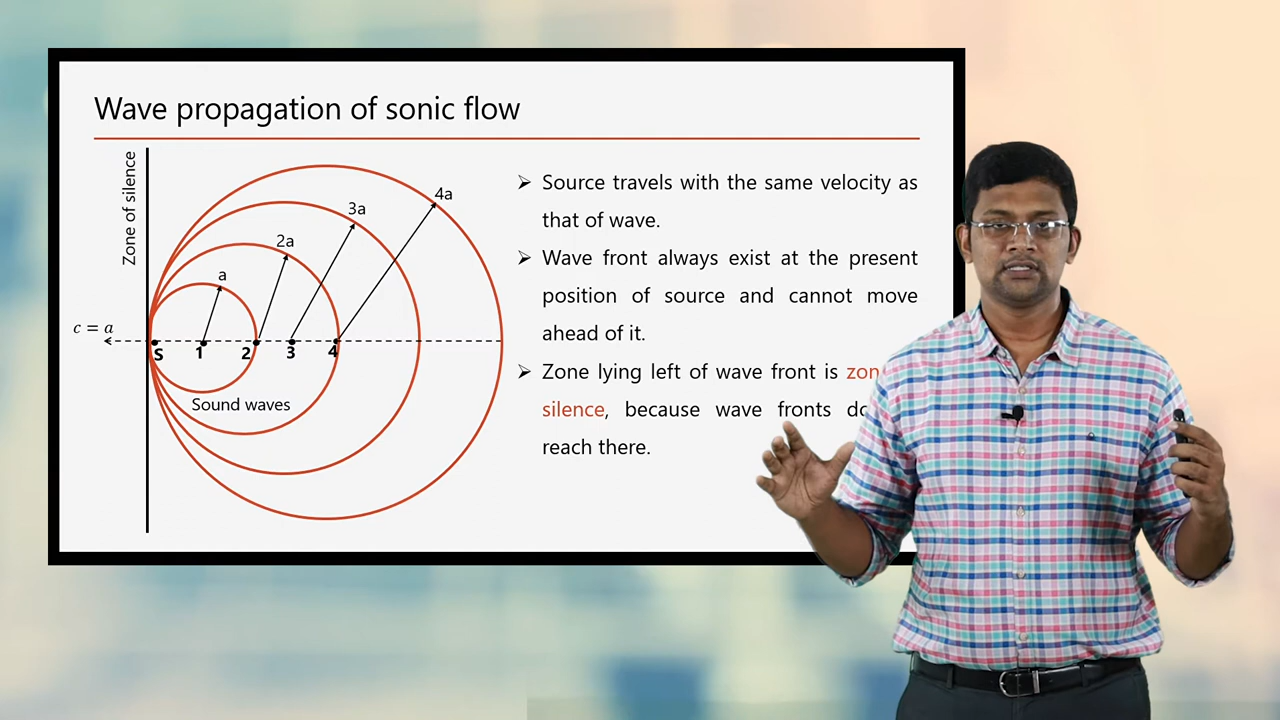 Wave propagation of sonic flow
Zone of silence
c = a
a
2a
3a
4a
S
1
2
3
4
Sound waves
➢ Source travels with the same velocity as
that of wave.
➢ Wave front always exist at the present
position of source and cannot move
ahead of it.
➢ Zone lying left of wave front is
silence, because wave fronts
reach there.